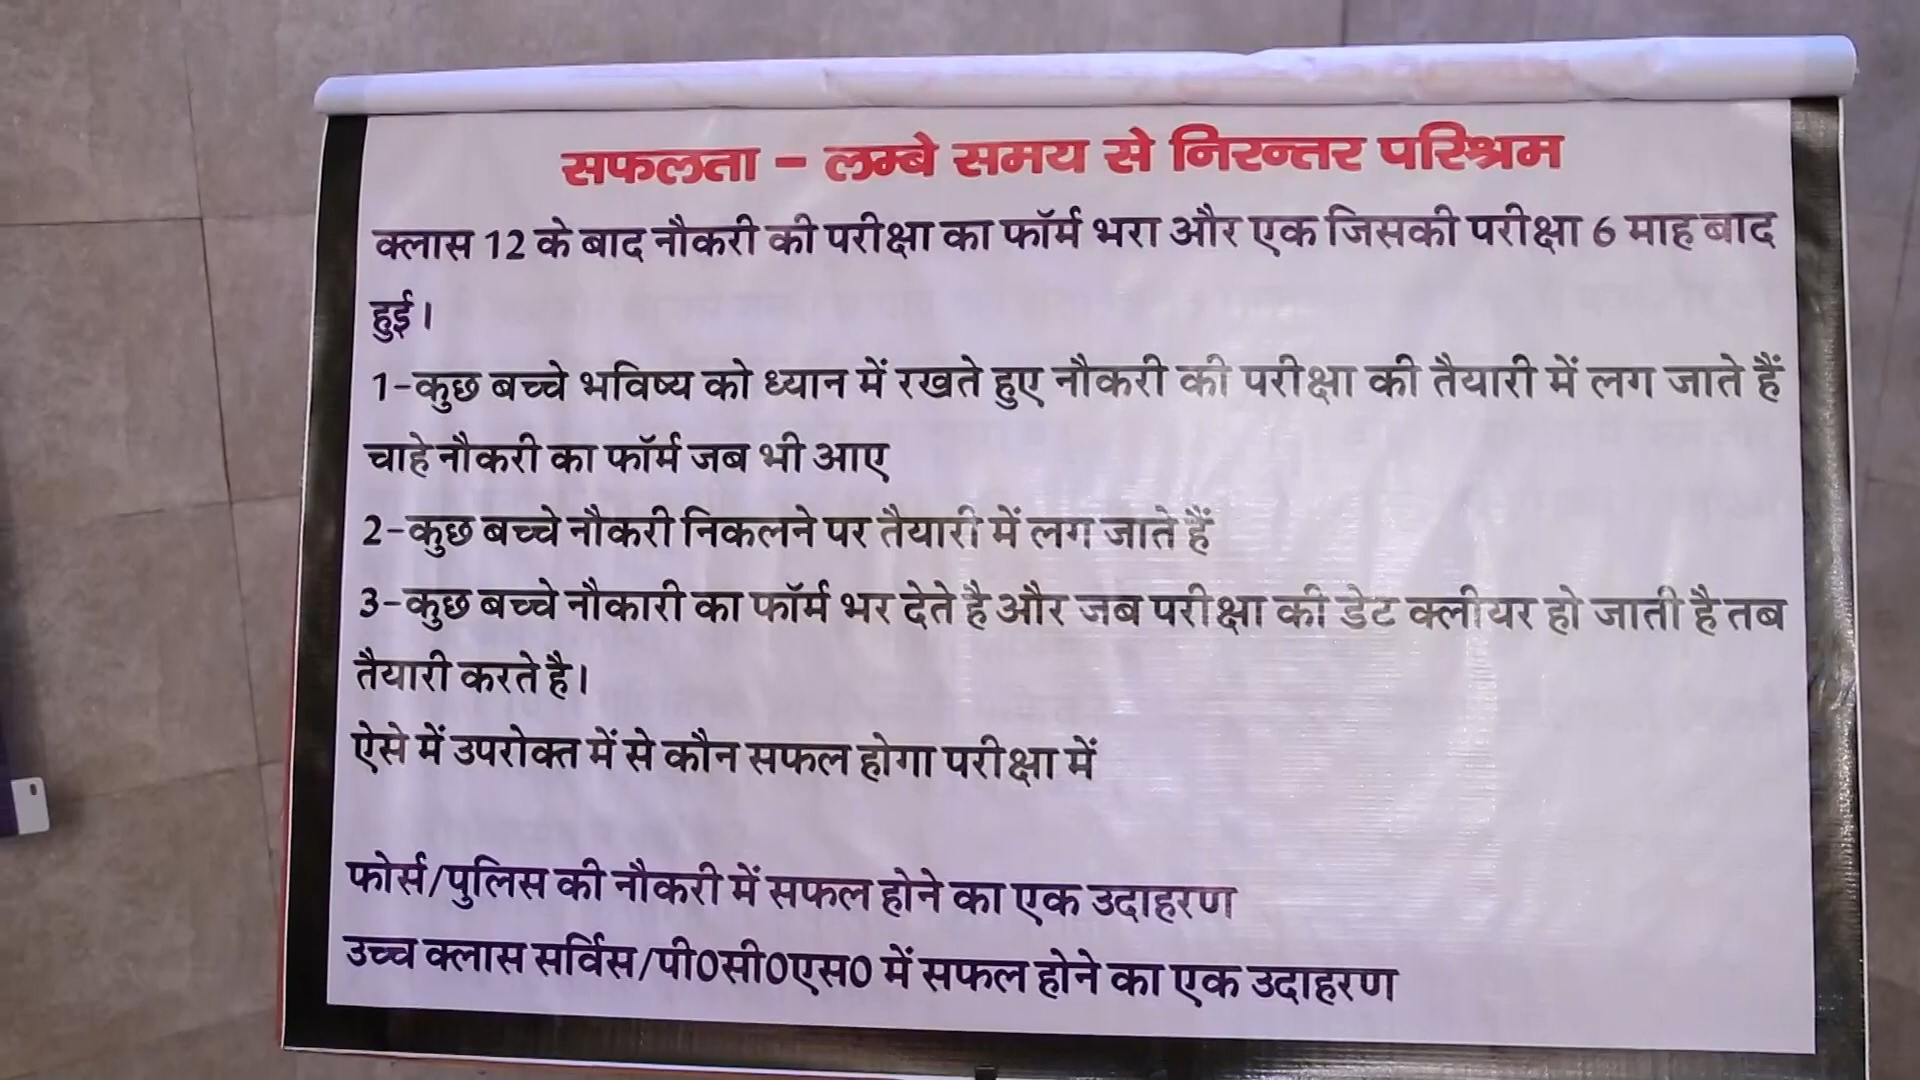 सफलता – लम्बे समय से निरन्तर परिश्रम
क्लास 12 के बाद नौकरी की परीक्षा का फॉर्म भरा और एक जिसकी परीक्षा 6 माह बाद
हुई।
1-कुछ बच्चे भविष्य को ध्यान में रखते हुए नौकरी की परीक्षा की तैयारी में लग जाते हैं
चाहे नौकरी का फॉर्म जब भी आए
2-कुछ बच्चे नौकरी निकलने पर तैयारी में लग जाते हैं
3-कुछ बच्चे नौकारी का फॉर्म भर देते है और जब परीक्षा की डेट क्लीयर हो जाती है तब
तैयारी करते है।
ऐसे में उपरोक्त में से कौन सफल होगा परीक्षा में
फोर्स/पुलिस की नौकरी में सफल होने का एक उदाहरण
उच्च क्लास सर्विस/पी0सी0एस0 में सफल होने का एक उदाहरण